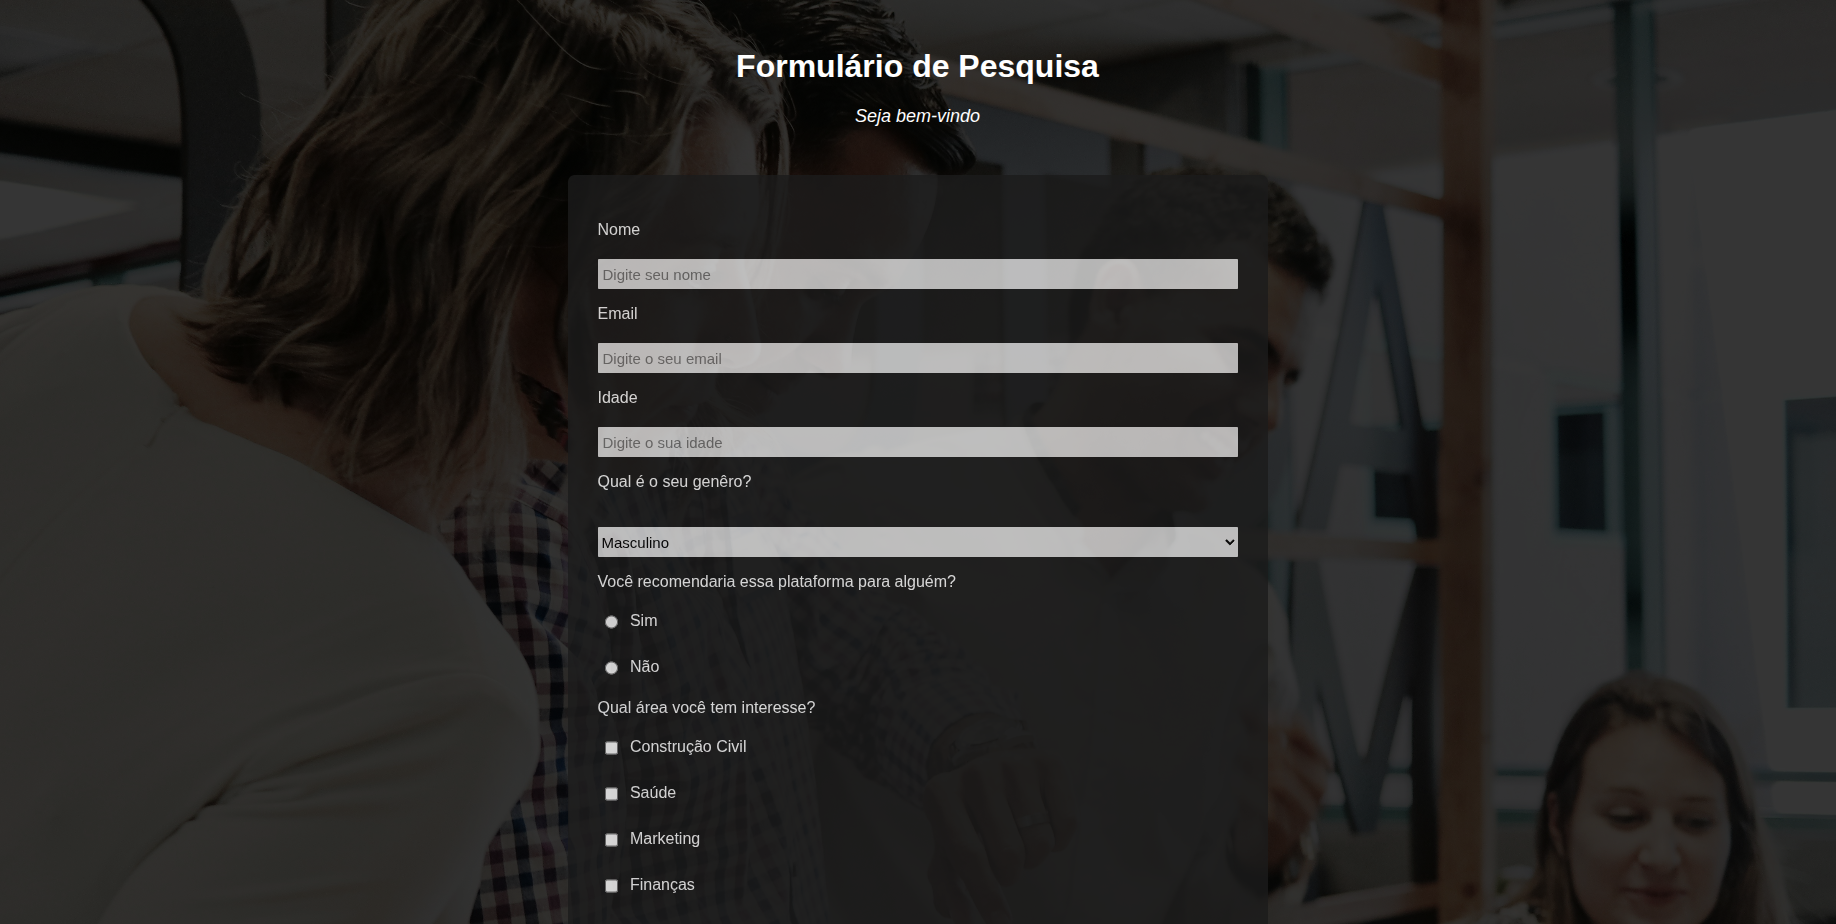 Formulário de Pesquisa
Seja bem-vindo
Nome
Digite seu nome
Email
Digite o seu email
Idade
Digite o sua idade
Qual é o seu genêro?
Masculino
Você recomendaria essa plataforma para alguém?
Sim
Não
Qual área você tem interesse?
Construção Civil
Saúde
Marketing
Finanças